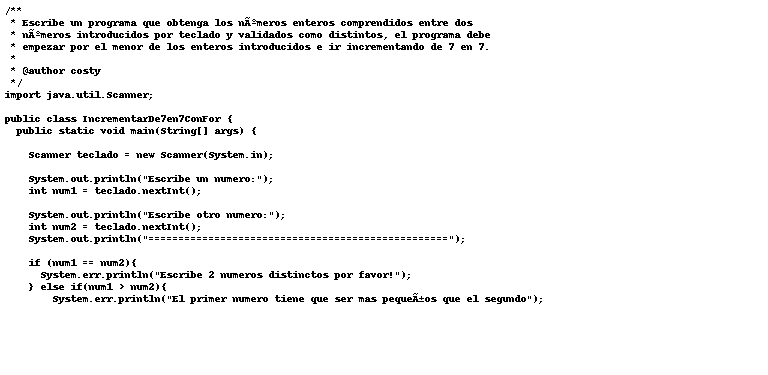 /**
 * Escribe un programa que obtenga los nÃºmeros enteros comprendidos entre dos
 * nÃºmeros introducidos por teclado y validados como distintos, el programa debe
 * empezar por el menor de los enteros introducidos e ir incrementando de 7 en 7.
 *
 * @author costy
 */
import java.util.Scanner;

public class IncrementarDe7en7ConFor {
  public static void main(String[] args) {

    Scanner teclado = new Scanner(System.in);

    System.out.println("Escribe un numero:");
    int num1 = teclado.nextInt();

    System.out.println("Escribe otro numero:");
    int num2 = teclado.nextInt();
    System.out.println("==================================================");

    if (num1 == num2){
      System.err.println("Escribe 2 numeros distinctos por favor!");
    } else if(num1 > num2){
        System.err.println("El primer numero tiene que ser mas pequeÃ±os que el segundo");